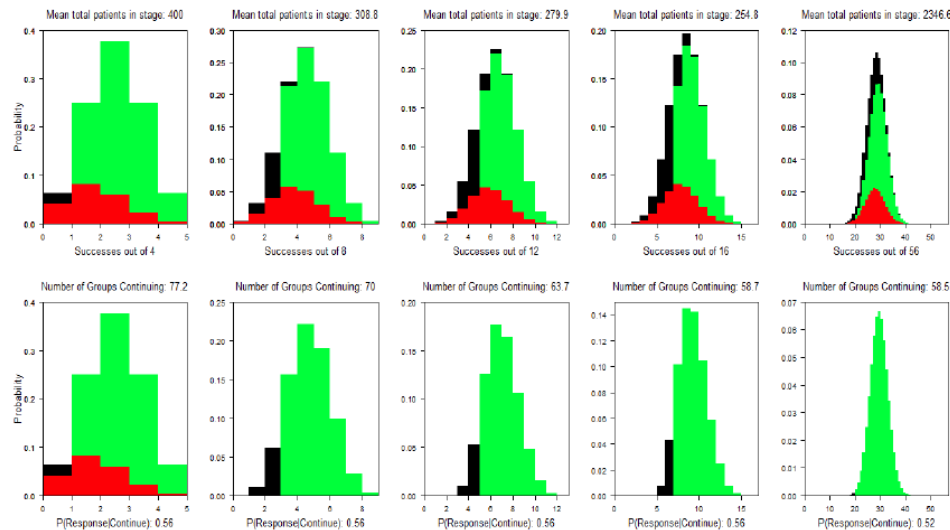 Mean total patients in stage: 400
Mean total patients in stage: 308.8
Mean total patients in stage: 279.9
Mean total patients in stage: 254.8
Mean total patients in stage: 2346.6
Probability
0.4
0.3
0.2
0.1
0.0
0 1 2 3 4 5
Successes out of 4
0.30
0.25
0.20
0.15
0.10
0.05
0.00
0 2 4 6 8
Successes out of 8
0.25
0.20
0.15
0.10
0.05
0.00
0 2 4 6 8 10 12
Successes out of 12
0.20
0.15
0.10
0.05
0.00
5 10 15
Successes out of 16
0.12
0.10
0.08
0.06
0.04
0.02
0.00
0 10 20 30 40 50
Successes out of 56
Number of Groups Continuing: 77.2
Number of Groups Continuing: 70
Number of Groups Continuing: 63.7
Number of Groups Continuing: 58.7
Number of Groups Continuing: 58.5
Probability
0.4
0.3
0.2
0.1
0.0
0 1 2 3 4 5
P(Response|Continue): 0.56
0.25
0.20
0.15
0.10
0.05
0.00
0 2 4 6 8
P(Response|Continue): 0.56
0.20
0.15
0.10
0.05
0.00
0 2 4 6 8 10 12
P(Response|Continue): 0.56
0.14
0.12
0.10
0.08
0.06
0.04
0.02
0.00
0 5 10 15
P(Response|Continue): 0.56
0.07
0.06
0.05
0.04
0.03
0.02
0.01
0.00
0 10 20 30 40 50
P(Response|Continue): 0.52